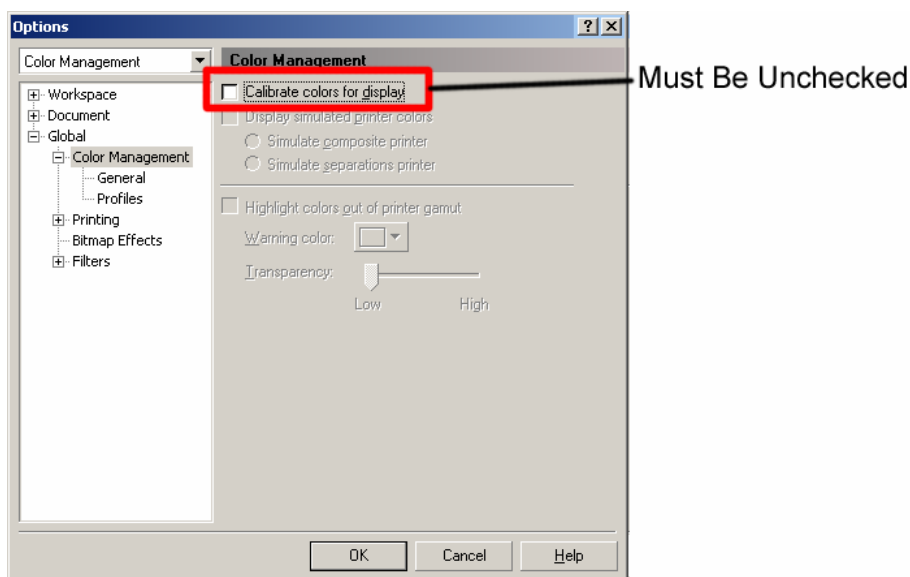 Options
Color Management
Color Management
Must Be Unchecked
Workspace
Document
Global
Color Management
General
Profiles
Printing
Bitmap Effects
Filters
Calibrate colors for display
Display simulated printer colors
Simulate composite printer
Simulate separations printer
Highlight colors out of printer gamut
Warning color:
Transparency:
Low High
OK Cancel Help